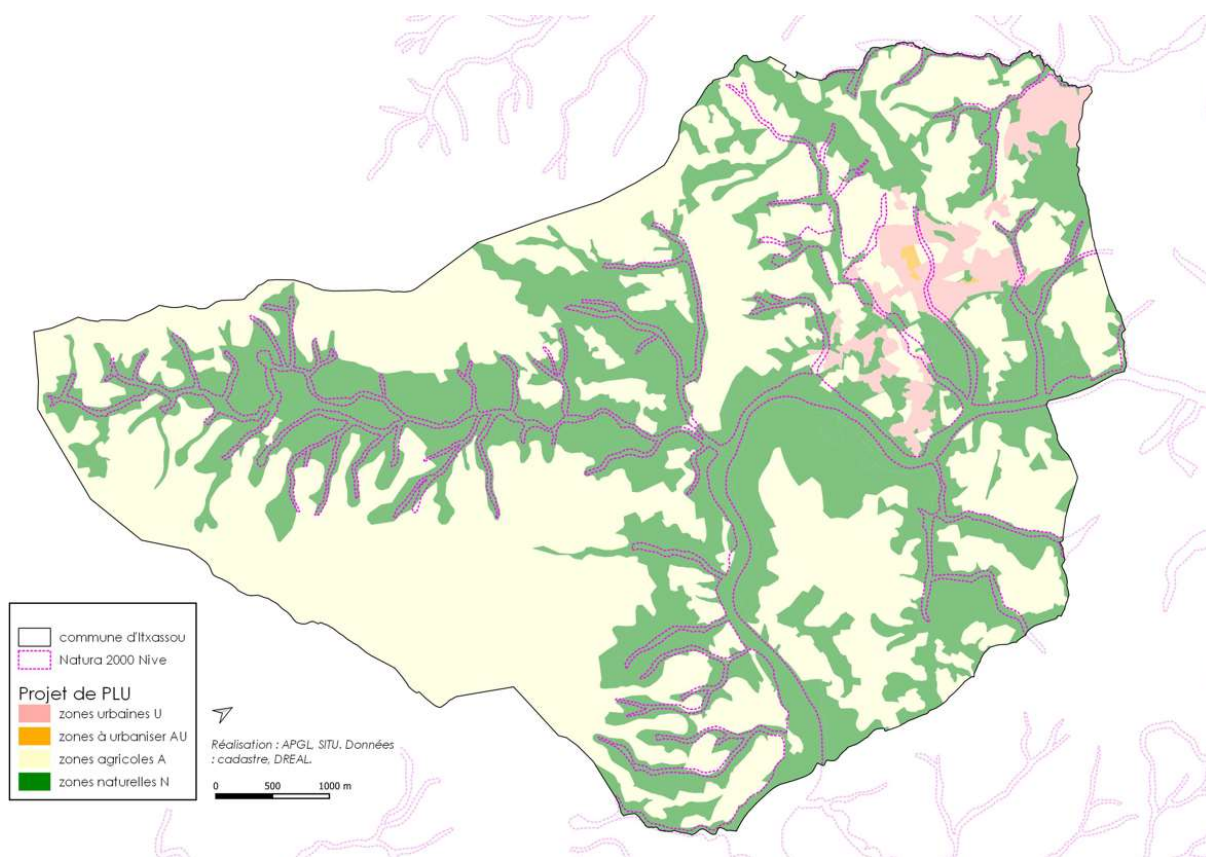 commune d'Itxassou
Natura 2000 Nive
Projet de PLU
zones urbaines U
zones à urbaniser AU
zones agricoles A
zones naturelles N
Réalisation : APGL, SITU. Données
: cadastre, DREAL.
0 500 1000 m